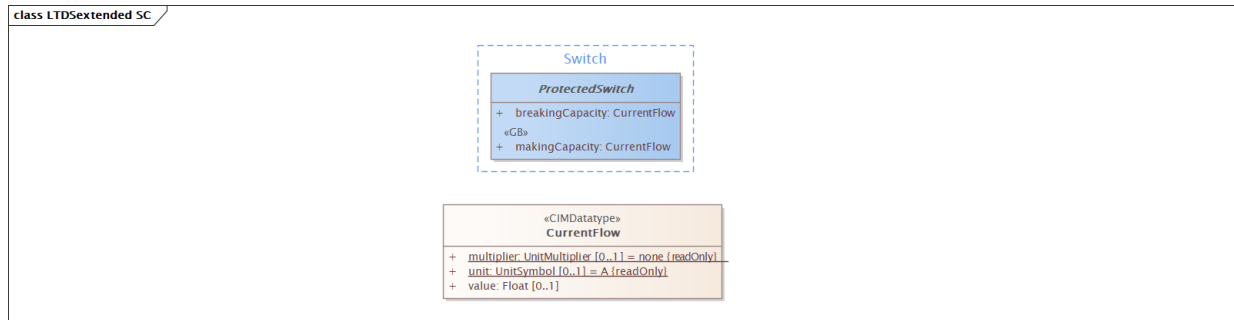 class LTDSextended SC
Switch
ProtectedSwitch
+ breakingCapacity: CurrentFlow
«GB»
+ makingCapacity: CurrentFlow
«CIMDatatype»
CurrentFlow
+ multiplier: UnitMultiplier [0..1] = none {readOnly}
+ unit: UnitSymbol [0..1] = A {readOnly}
+ value: Float [0..1]